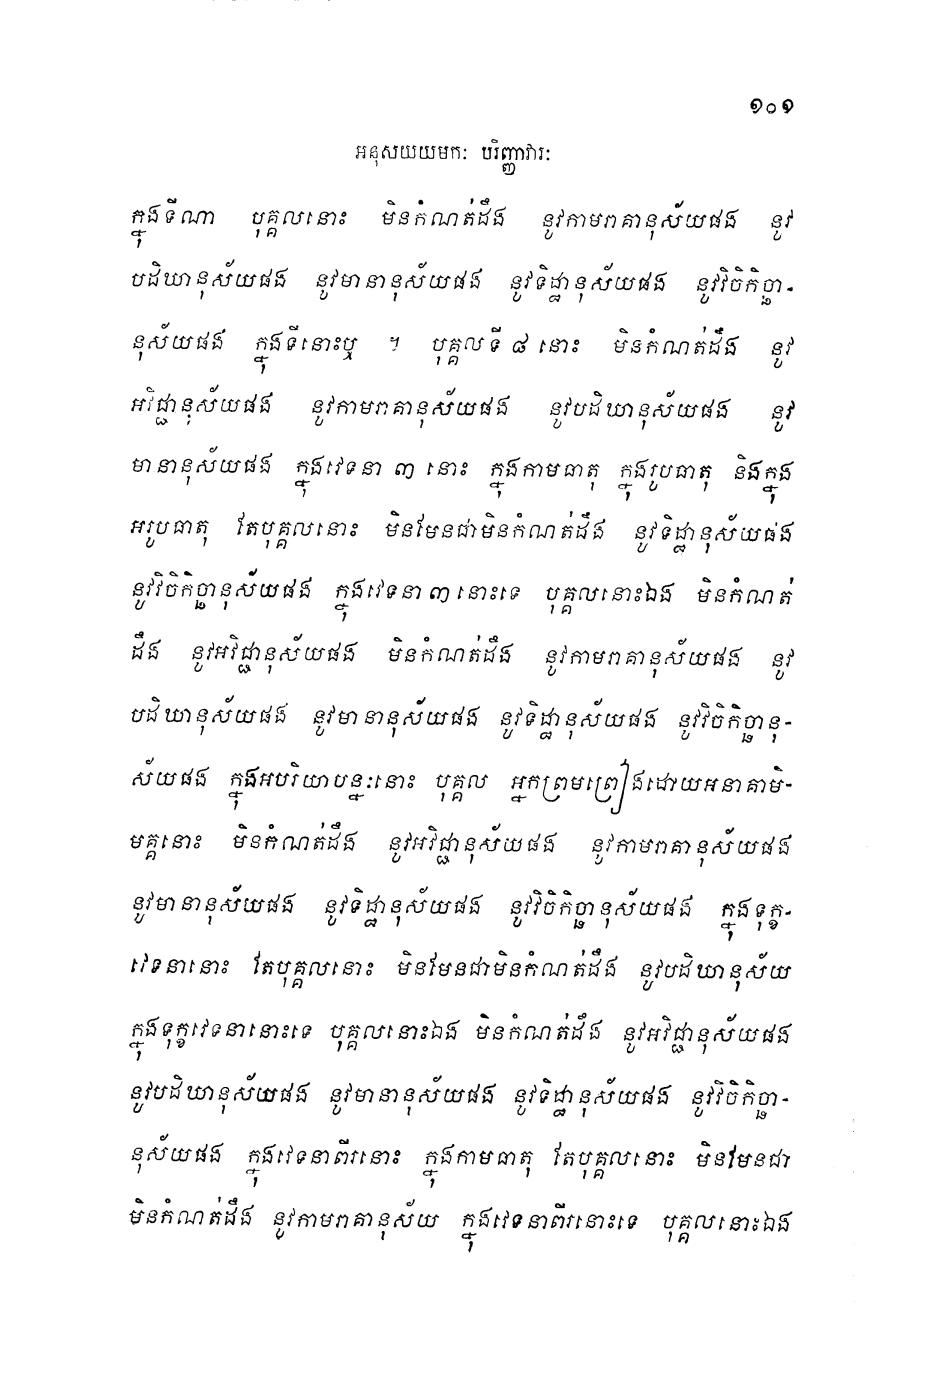 ១០១
អនុសយយមកៈ បរិញ្ញាវារៈ
ក្នុងទីណា បុគ្គលនោះ មិនកំណត់ដឹង នូវកាមរាគានុស័យផង នូវ
បដិឃានុស័យផង នូវមានានុស័យផង នូវទិដ្ឋានុស័យផង នូវវិចិកិច្ឆា-
នុស័យផង ក្នុងទីនោះឬ ។ បុគ្គលទី ៨ នោះ មិនកំណត់ដឹង នូវ
អវិជ្ជានុស័យផង នូវកាមរាគានុស័យផង នូវបដិឃានុស័យផង នូវ
មានានុស័យផង ក្នុងវេទនា ៣ នោះ ក្នុងកាមធាតុ ក្នុងរូបធាតុ និងក្នុង
អរូបធាតុ តែបុគ្គលនោះ មិនមែនជាមិនកំណត់ដឹង នូវទិដ្ឋានុស័យផង
នូវវិចិកិច្ឆានុស័យផង ក្នុងវេទនា ៣ នោះទេ បុគ្គលនោះឯង មិនកំណត់
ដឹង នូវអវិជ្ជានុស័យផង មិនកំណត់ដឹង នូវកាមរាគានុស័យផង នូវ
បដិឃានុស័យផង នូវមានានុស័យផង នូវទិដ្ឋានុស័យផង នូវវិចិកិច្ឆានុ-
ស័យផង ក្នុងអបរិយាបន្នៈនោះ បុគ្គល អ្នកព្រមព្រៀងដោយអនាគាមិ-
មគ្គនោះ មិនកំណត់ដឹង នូវអវិជ្ជានុស័យផង នូវកាមរាគានុស័យផង
នូវមានានុស័យផង នូវទិដ្ឋានុស័យផង នូវវិចិកិច្ឆានុស័យផង ក្នុងទុក្ខ-
វេទនានោះ តែបុគ្គលនោះ មិនមែនជាមិនកំណត់ដឹង នូវបដិឃានុស័យ
ក្នុងទុក្ខវេទនានោះទេ បុគ្គលនោះឯង មិនកំណត់ដឹង នូវអវិជ្ជានុស័យផង
នូវបដិឃានុស័យផង នូវមានានុស័យផង នូវទិដ្ឋានុស័យផង នូវវិចិកិច្ឆា-
នុស័យផង ក្នុងវេទនាពីរនោះ ក្នុងកាមធាតុ តែបុគ្គលនោះ មិនមែនជា
មិនកំណត់ដឹង នូវកាមរាគានុស័យ ក្នុងវេទនាពីរនោះទេ បុគ្គលនោះឯង